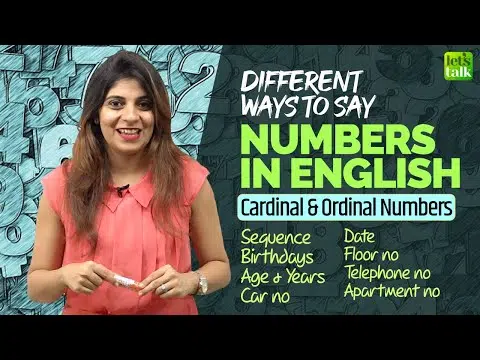 let's
talk
DIFFERENT
WAYS TO SAY
NUMBERS
IN ENGLISH
Cardinal & Ordinal Numbers
Sequence
Birthdays
Age & Years
Car no
Date
Floor no
Telephone no
Apartment no